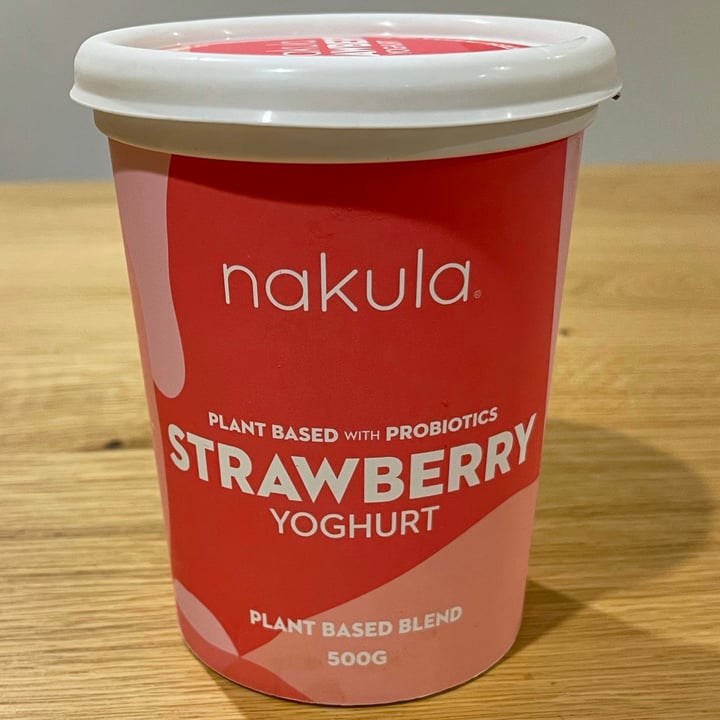 nakula®
PLANT BASED WITH PROBIOTICS
STRAWBERRY
YOGHURT
PLANT BASED BLEND
500G